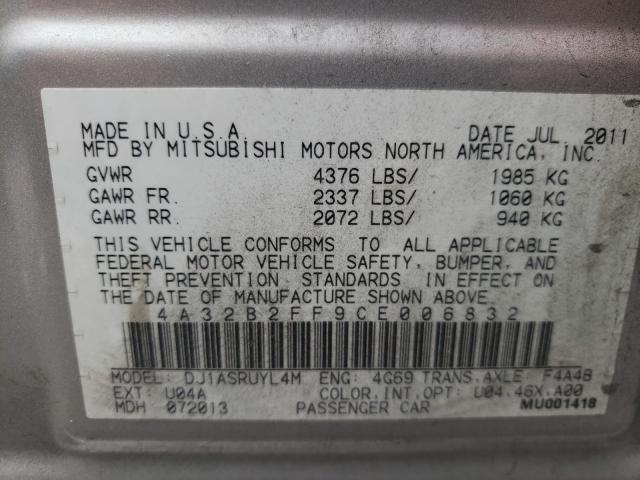 MADE IN U.S.A DATE JUL 2011
MFD BY MITSUBISHI MOTORS NORTH AMERICA, INC.
GVWR 4376 LBS/ 1985 KG
GAWR FR. 2337 LBS/ 1060 KG
GAWR RR. 2072 LBS/ 940 KG
THIS VEHICLE CONFORMS TO ALL APPLICABLE
FEDERAL MOTOR VEHICLE SAFETY, BUMPER, AND
THEFT PREVENTION STANDARDS IN EFFECT ON
THE DATE OF MANUFACTURE SHOWN ABOVE.
4A32B2FF9CE006832
MODEL: DJ1ASRUYL4M ENG: 4G69 TRANS.AXLE: F4A4B
EXT: U04A COLOR.INT.OPT: U04.46X.A00
MDH 072013 PASSENGER CAR MU001418